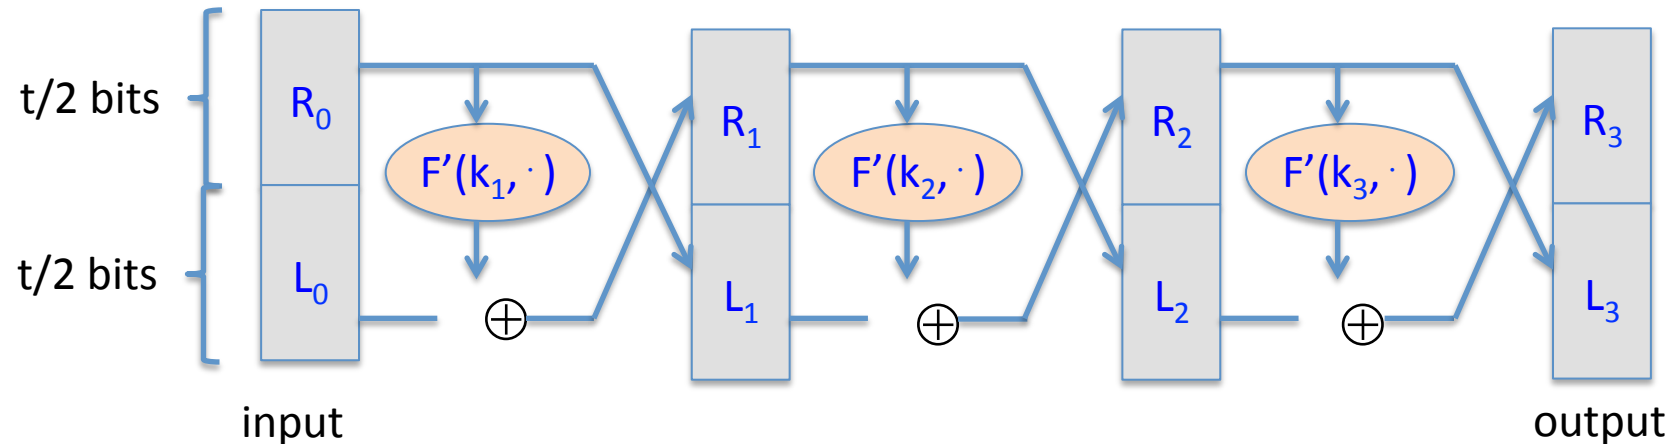 t/2 bits
t/2 bits
R₀
L₀
F’(k₁, · )
R₁
L₁
F’(k₂, · )
R₂
L₂
F’(k₃, · )
R₃
L₃
input
output